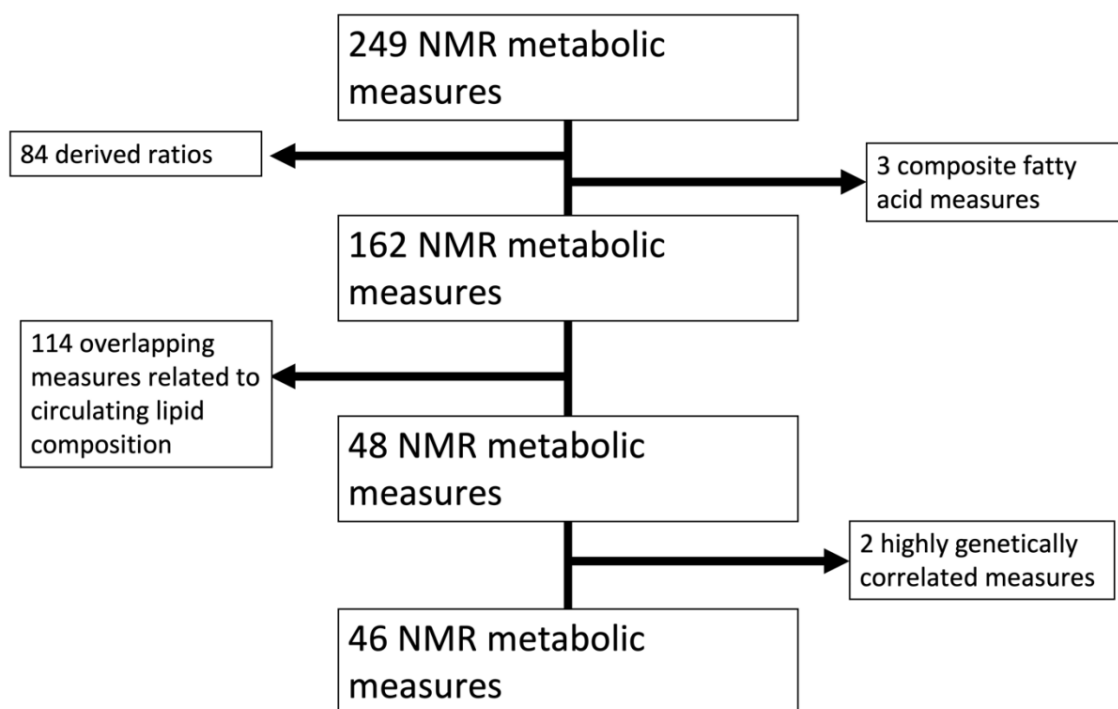 249 NMR metabolic
measures
84 derived ratios
3 composite fatty
acid measures
162 NMR metabolic
measures
114 overlapping
measures related to
circulating lipid
composition
48 NMR metabolic
measures
2 highly genetically
correlated measures
46 NMR metabolic
measures